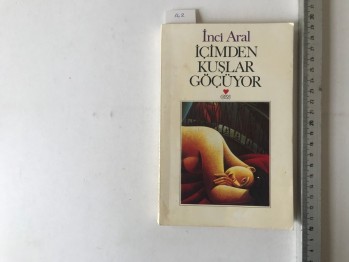 İnci Aral
İÇİMDEN
KUŞLAR
GÖÇÜYOR